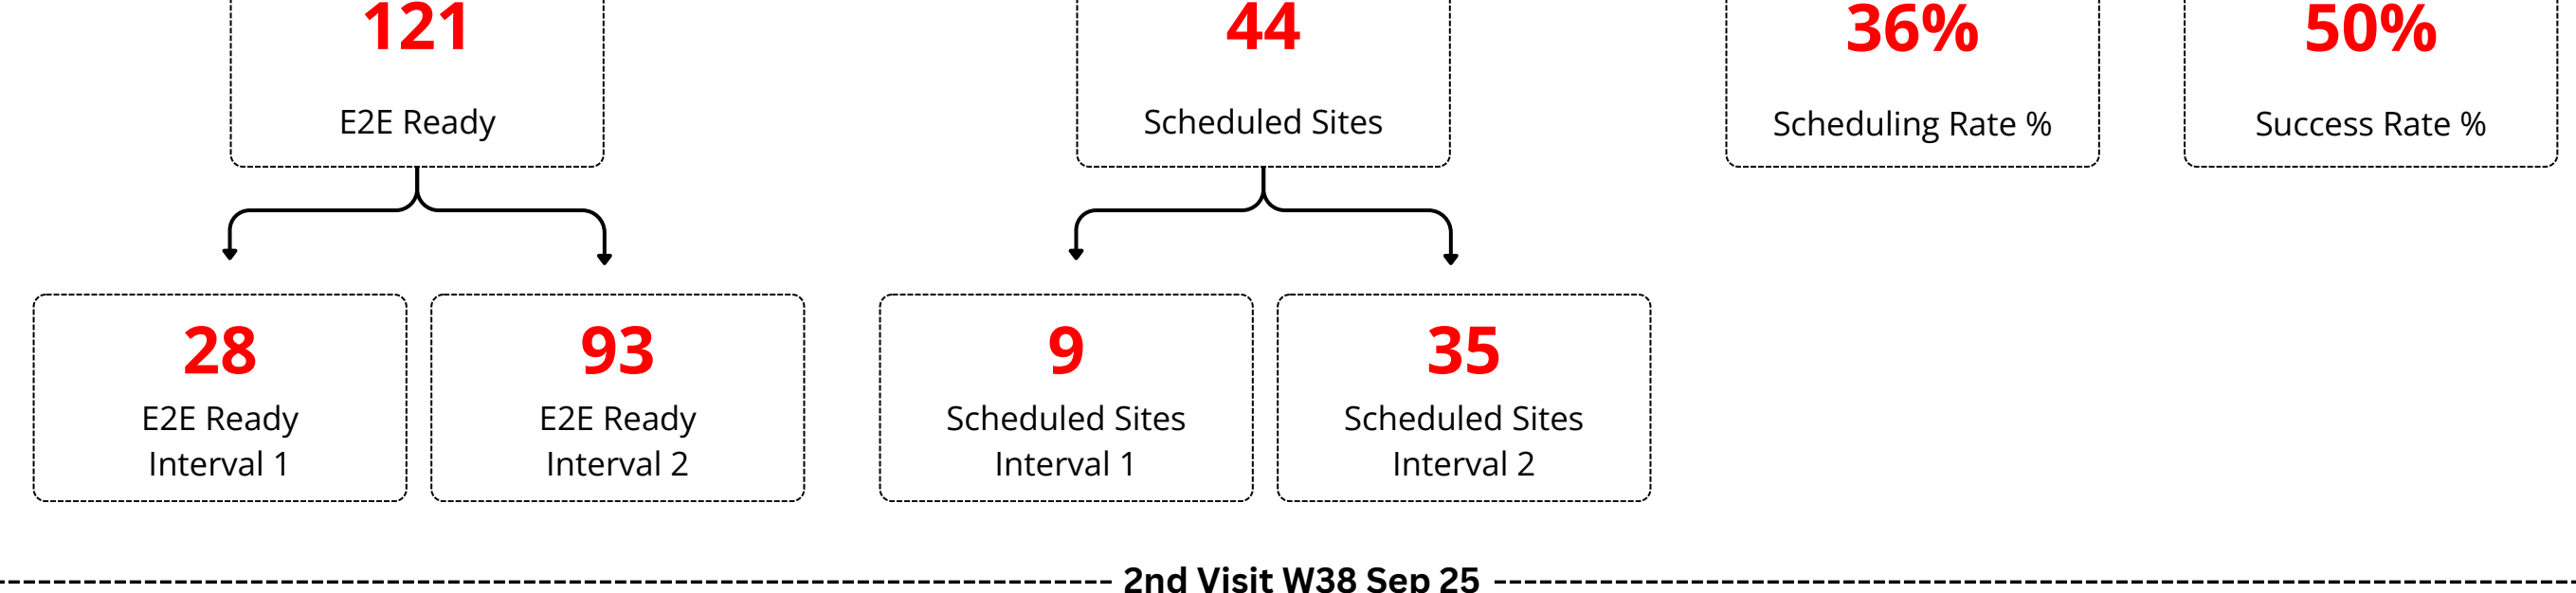 121
E2E Ready
44
Scheduled Sites
36%
Scheduling Rate %
50%
Success Rate %
28
E2E Ready
Interval 1
93
E2E Ready
Interval 2
9
Scheduled Sites
Interval 1
35
Scheduled Sites
Interval 2
2nd Visit W38 Sep 25